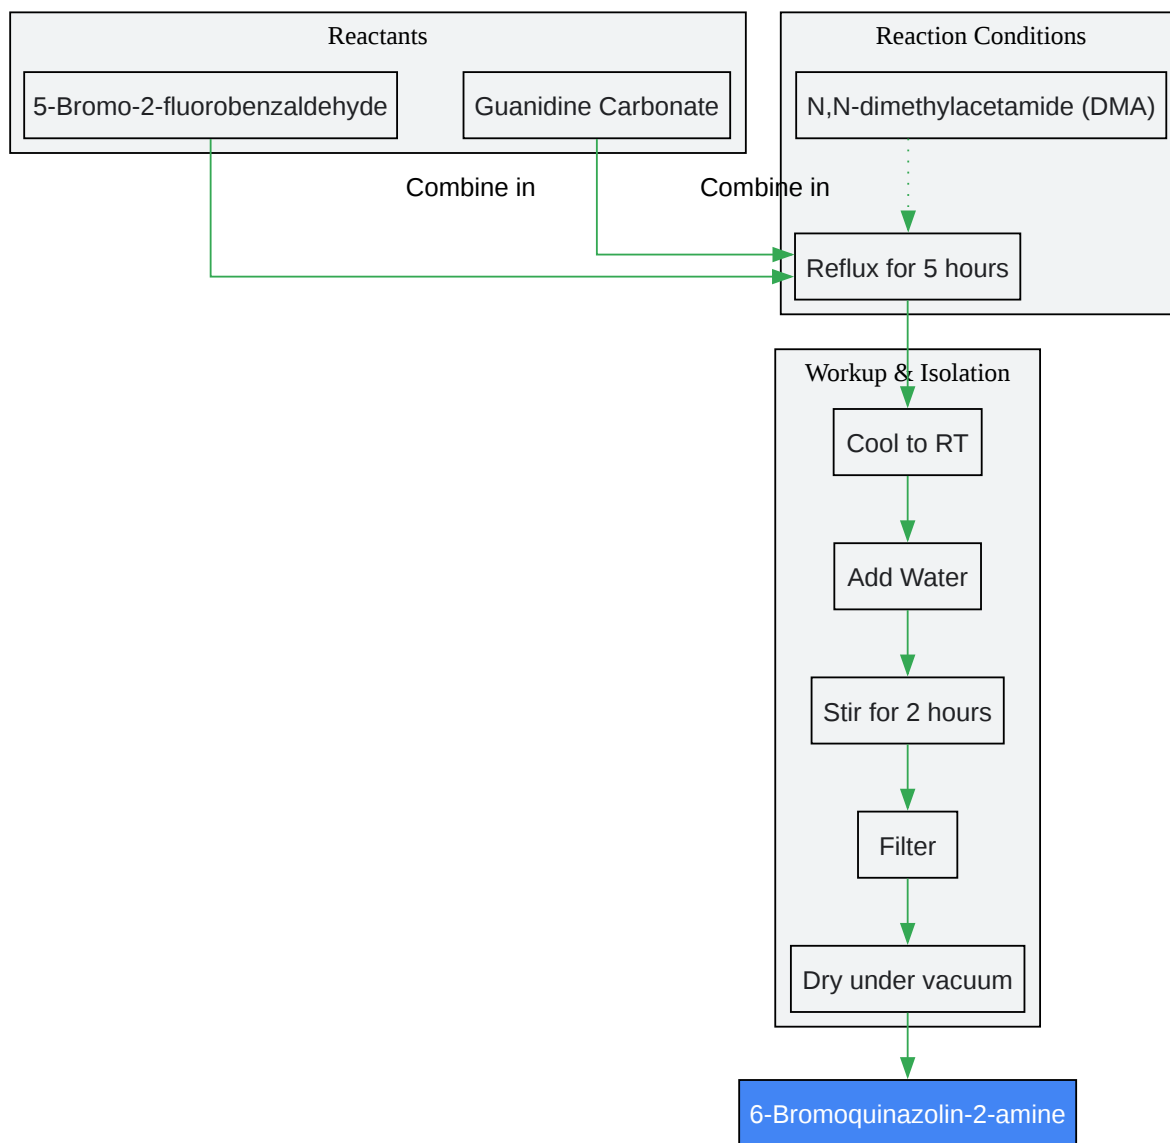 Reactants
Reaction Conditions
5-Bromo-2-fluorobenzaldehyde
Guanidine Carbonate
N,N-dimethylacetamide (DMA)
Combine in
Combine in
Reflux for 5 hours
Workup & Isolation
Cool to RT
Add Water
Stir for 2 hours
Filter
Dry under vacuum
6-Bromoquinazolin-2-amine